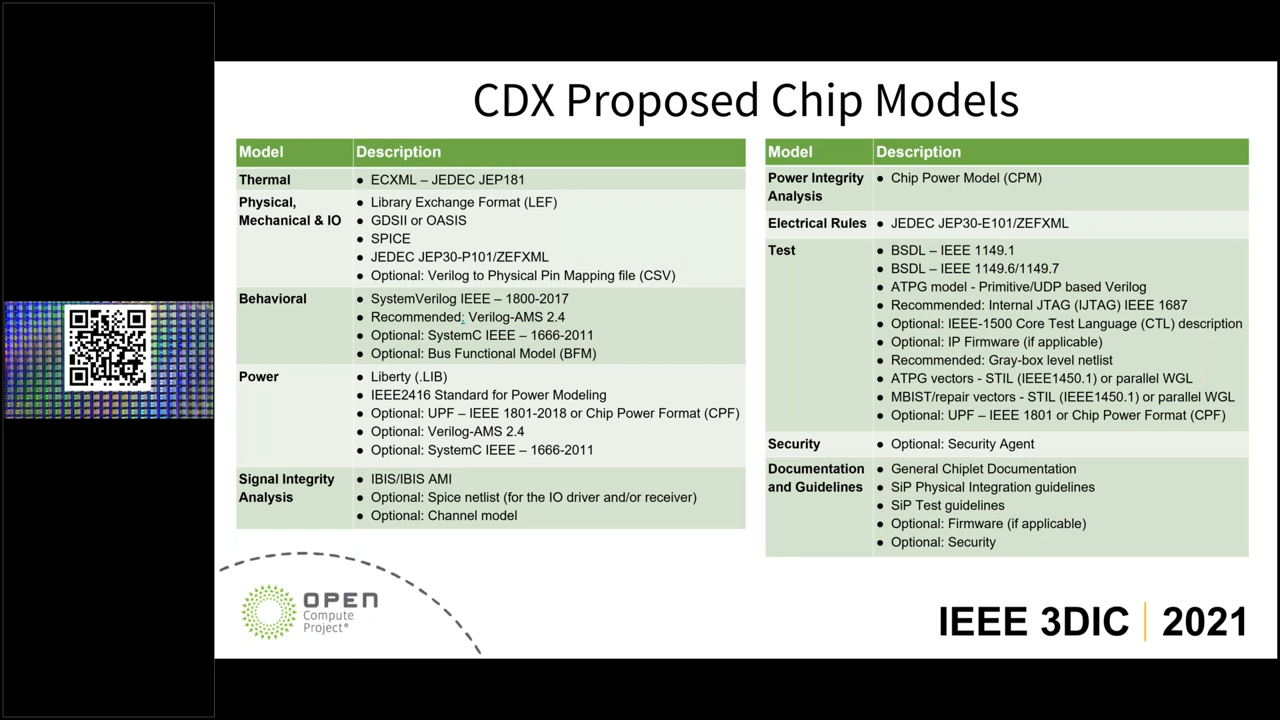 CDX Proposed Chip Models
Model Description
Thermal ● ECXML – JEDEC JEP181
Physical, Mechanical & IO ● Library Exchange Format (LEF)
● GDSII or OASIS
● SPICE
● JEDEC JEP30-P101/ZEFXML
● Optional: Verilog to Physical Pin Mapping file (CSV)
Behavioral ● SystemVerilog IEEE – 1800-2017
● Recommended: Verilog-AMS 2.4
● Optional: SystemC IEEE – 1666-2011
● Optional: Bus Functional Model (BFM)
Power ● Liberty (.LIB)
● IEEE2416 Standard for Power Modeling
● Optional: UPF – IEEE 1801-2018 or Chip Power Format (CPF)
● Optional: Verilog-AMS 2.4
● Optional: SystemC IEEE – 1666-2011
Signal Integrity Analysis ● IBIS/IBIS AMI
● Optional: Spice netlist (for the IO driver and/or receiver)
● Optional: Channel model
Model Description
Power Integrity Analysis ● Chip Power Model (CPM)
Electrical Rules ● JEDEC JEP30-E101/ZEFXML
Test ● BSDL – IEEE 1149.1
● BSDL – IEEE 1149.6/1149.7
● ATPG model - Primitive/UDP based Verilog
● Recommended: Internal JTAG (IJTAG) IEEE 1687
● Optional: IEEE-1500 Core Test Language (CTL) description
● Optional: IP Firmware (if applicable)
● Recommended: Gray-box level netlist
● ATPG vectors - STIL (IEEE1450.1) or parallel WGL
● MBIST/repair vectors - STIL (IEEE1450.1) or parallel WGL
● Optional: UPF – IEEE 1801 or Chip Power Format (CPF)
Security ● Optional: Security Agent
Documentation and Guidelines ● General Chiplet Documentation
● SiP Physical Integration guidelines
● SiP Test guidelines
● Optional: Firmware (if applicable)
● Optional: Security
OPEN
Compute
Project®
IEEE 3DIC | 2021